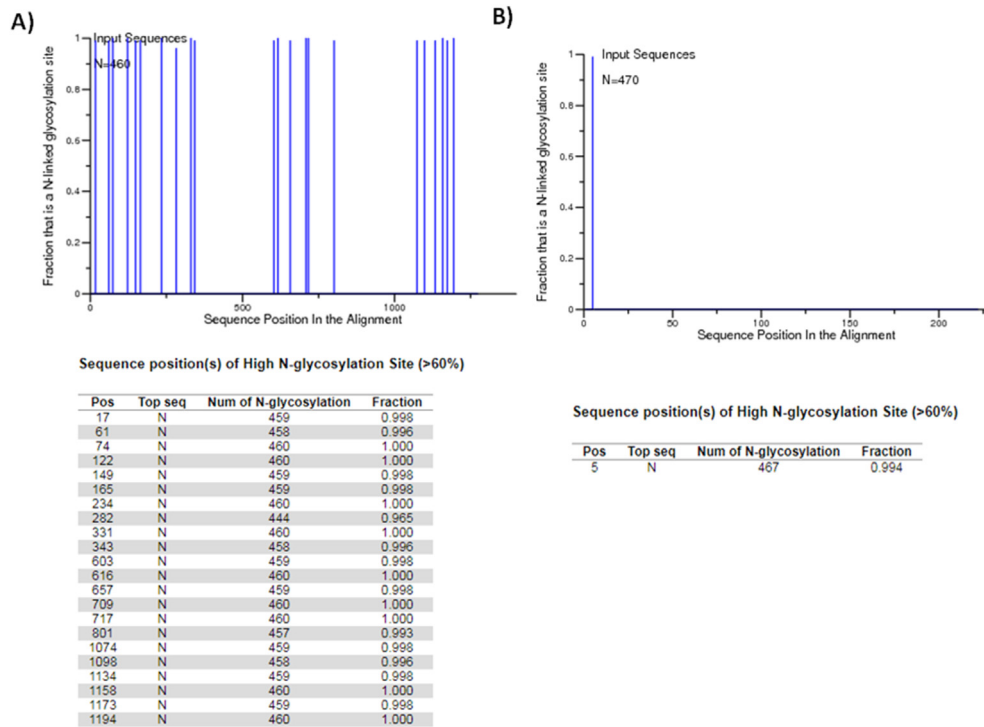 A)
Fraction that is a N-linked glycosylation site
1
0.8
0.6
0.4
0.2
0
Input Sequences
N=460
0
500
1000
Sequence Position In the Alignment
Sequence position(s) of High N-glycosylation Site (>60%)
Pos Top seq Num of N-glycosylation Fraction
17 N 459 0.998
61 N 458 0.996
74 N 460 1.000
122 N 460 1.000
149 N 459 0.998
165 N 459 0.998
234 N 460 1.000
282 N 444 0.965
331 N 460 1.000
343 N 458 0.996
603 N 459 0.998
616 N 460 1.000
657 N 459 0.998
709 N 460 1.000
717 N 460 1.000
801 N 457 0.993
1074 N 459 0.998
1098 N 458 0.996
1134 N 459 0.998
1158 N 460 1.000
1173 N 459 0.998
1194 N 460 1.000
B)
Fraction that is a N-linked glycosylation site
1
0.8
0.6
0.4
0.2
0
Input Sequences
N=470
0
50
100
150
200
Sequence Position In the Alignment
Sequence position(s) of High N-glycosylation Site (>60%)
Pos Top seq Num of N-glycosylation Fraction
5 N 467 0.994